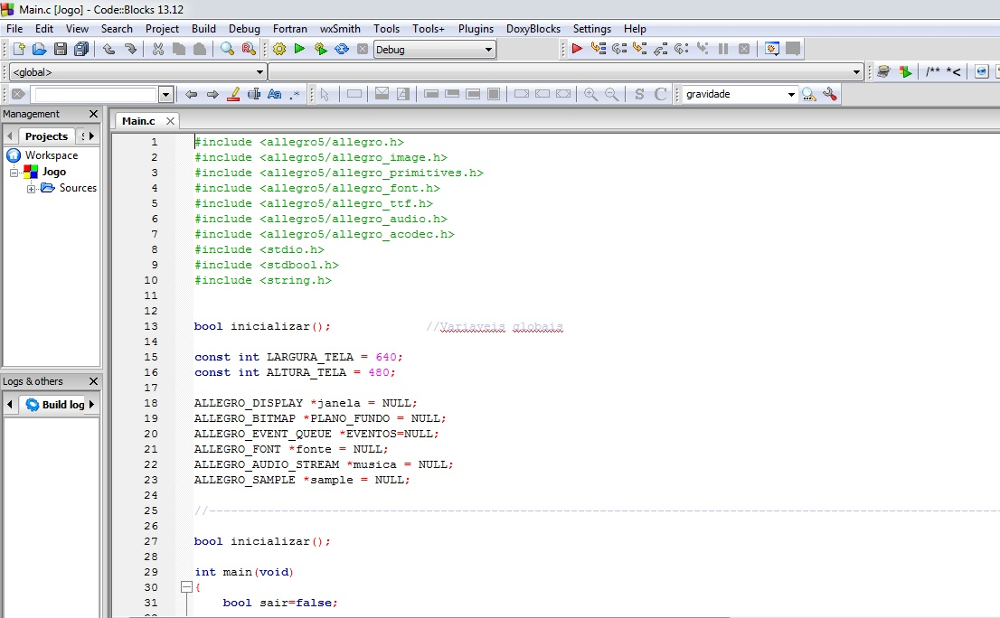 Main.c [Jogo] - Code::Blocks 13.12
File Edit View Search Project Build Debug Fortran wxSmith Tools Tools+ Plugins DoxyBlocks Settings Help
Debug
<global>
/** *<
S C gravidade
Management
Main.c
Projects
Workspace
Jogo
Sources
Logs & others
Build log
1 #include <allegro5/allegro.h>
2 #include <allegro5/allegro_image.h>
3 #include <allegro5/allegro_primitives.h>
4 #include <allegro5/allegro_font.h>
5 #include <allegro5/allegro_ttf.h>
6 #include <allegro5/allegro_audio.h>
7 #include <allegro5/allegro_acodec.h>
8 #include <stdio.h>
9 #include <stdbool.h>
10 #include <string.h>
11
12
13 bool inicializar(); //Variaveis globais
14
15 const int LARGURA_TELA = 640;
16 const int ALTURA_TELA = 480;
17
18 ALLEGRO_DISPLAY *janela = NULL;
19 ALLEGRO_BITMAP *PLANO_FUNDO = NULL;
20 ALLEGRO_EVENT_QUEUE *EVENTOS=NULL;
21 ALLEGRO_FONT *fonte = NULL;
22 ALLEGRO_AUDIO_STREAM *musica = NULL;
23 ALLEGRO_SAMPLE *sample = NULL;
24
25 //--------------------------------------------------------------------------------------------------------------
26
27 bool inicializar();
28
29 int main(void)
30 {
31 bool sair=false;